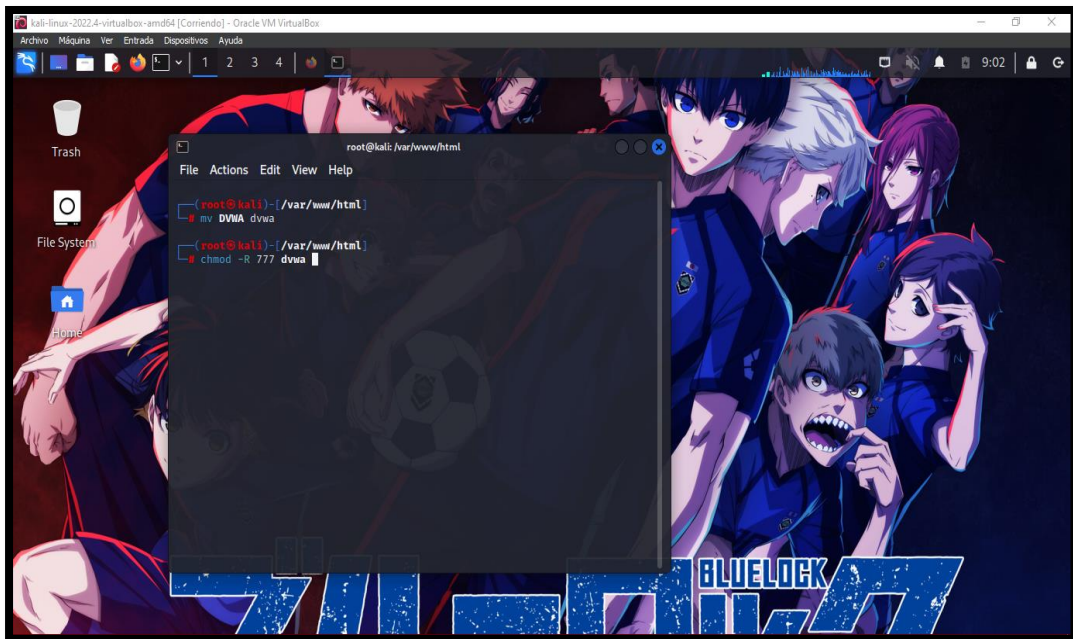 kali-linux-2022.4-virtualbox-amd64 [Corriendo] - Oracle VM VirtualBox
Archivo Máquina Ver Entrada Dispositivos Ayuda
1 2 3 4 9:02
Trash
File System
Home
root@kali: /var/www/html
File Actions Edit View Help
┌──(root㉿kali)-[/var/www/html]
└─# mv DVWA dvwa
┌──(root㉿kali)-[/var/www/html]
└─# chmod -R 777 dvwa
BLUELOCK